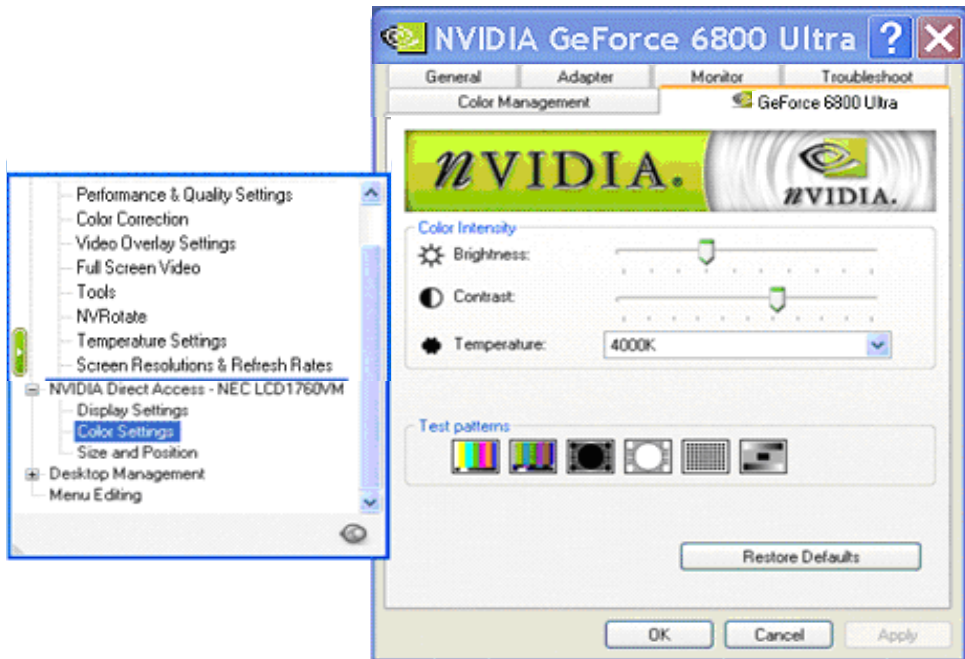 NVIDIA GeForce 6800 Ultra ? X
General Adapter Monitor Troubleshoot
Color Management GeForce 6800 Ultra
nVIDIA.
nVIDIA.
Color Intensity
Brightness:
Contrast:
Temperature: 4000K
Test patterns
Restore Defaults
OK Cancel Apply
Performance & Quality Settings
Color Correction
Video Overlay Settings
Full Screen Video
Tools
NVRotate
Temperature Settings
Screen Resolutions & Refresh Rates
NVIDIA Direct Access - NEC LCD1760VM
Display Settings
Color Settings
Size and Position
Desktop Management
Menu Editing